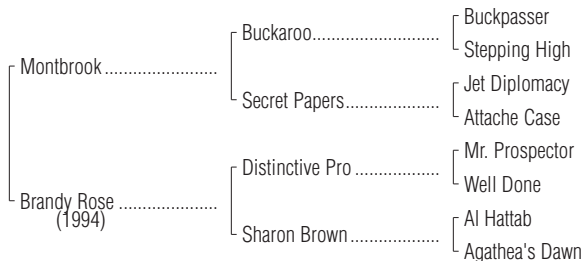 Buckpasser
Buckaroo........................
Stepping High
Montbrook ......................
Jet Diplomacy
Secret Papers..................
Attache Case
Mr. Prospector
Distinctive Pro ................
Well Done
Brandy Rose ...................
(1994)
Al Hattab
Sharon Brown..................
Agathea's Dawn